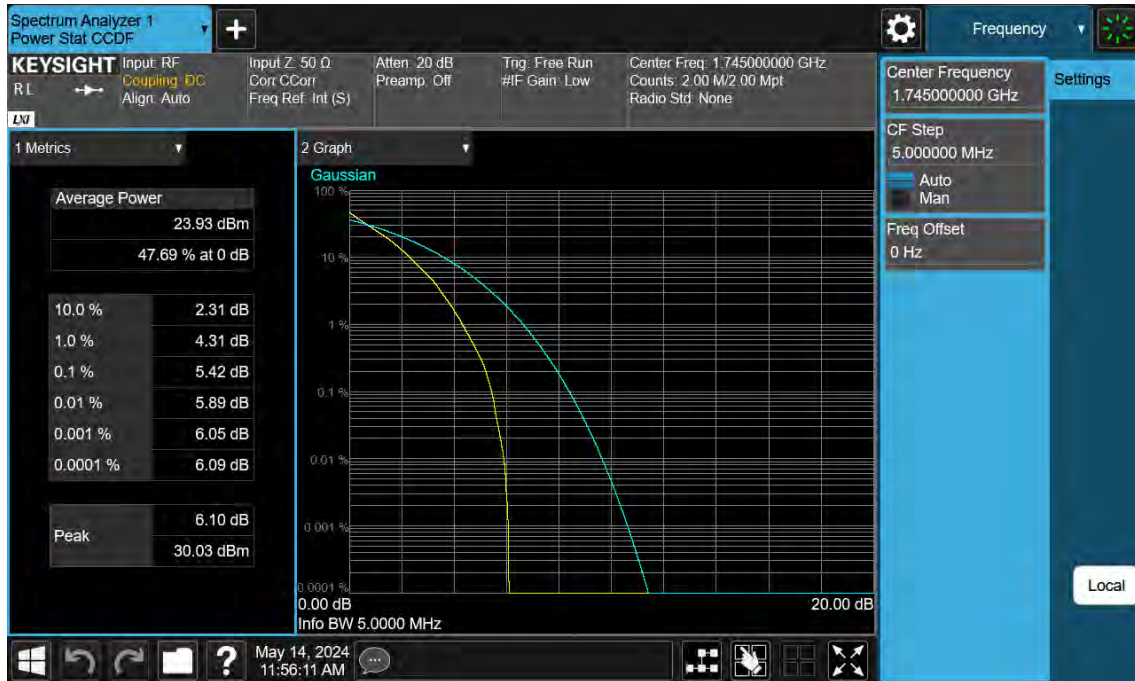 Spectrum Analyzer 1
Power Stat CCDF
+
Frequency
KEYSIGHT
Input: RF
Coupling: DC
Align: Auto
R L
LXI
Input Z: 50 Ω
Corr CCorr
Freq Ref: Int (S)
Atten: 20 dB
Preamp: Off
Trig: Free Run
#IF Gain: Low
Center Freq: 1.745000000 GHz
Counts: 2.00 M/2.00 Mpt
Radio Std: None
Center Frequency
1.745000000 GHz
Settings
CF Step
5.000000 MHz
Auto
Man
Freq Offset
0 Hz
1 Metrics
Average Power
23.93 dBm
47.69 % at 0 dB
10.0 % 2.31 dB
1.0 % 4.31 dB
0.1 % 5.42 dB
0.01 % 5.89 dB
0.001 % 6.05 dB
0.0001 % 6.09 dB
Peak
6.10 dB
30.03 dBm
2 Graph
Gaussian
100 %
10 %
1 %
0.1 %
0.01 %
0.001 %
0.0001 %
0.00 dB 20.00 dB
Info BW 5.0000 MHz
Local
?
May 14, 2024
11:56:11 AM